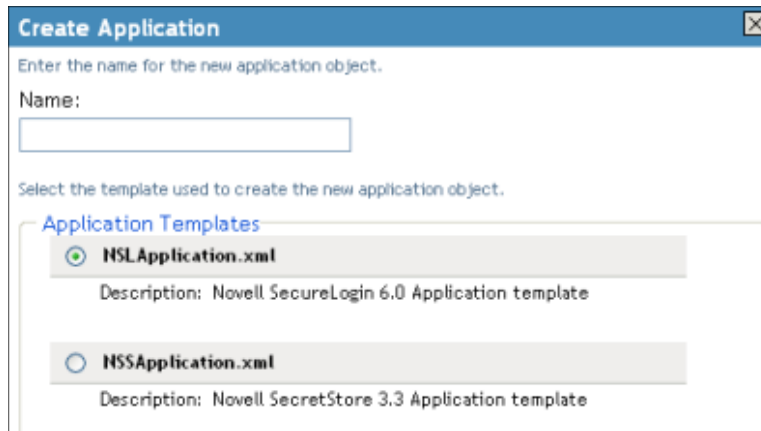 Create Application
Enter the name for the new application object.
Name:
Select the template used to create the new application object.
Application Templates
NSLApplication.xml
Description: Novell SecureLogin 6.0 Application template
NSSApplication.xml
Description: Novell SecretStore 3.3 Application template